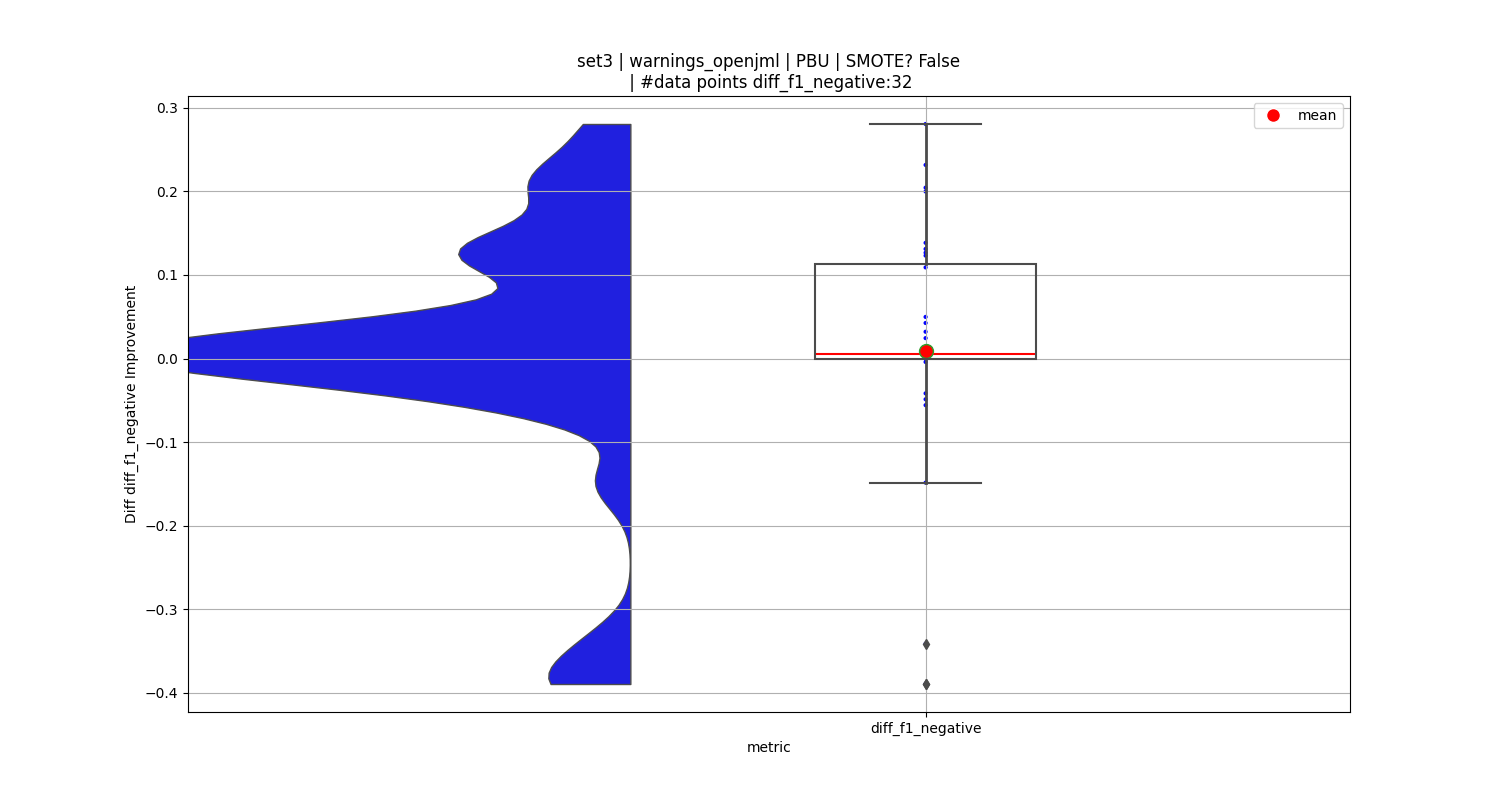 set3 | warnings_openjml | PBU | SMOTE? False
| #data points diff_f1_negative:32
mean
0.3
0.2
0.1
0.0
−0.1
−0.2
−0.3
−0.4
Diff diff_f1_negative Improvement
diff_f1_negative
metric